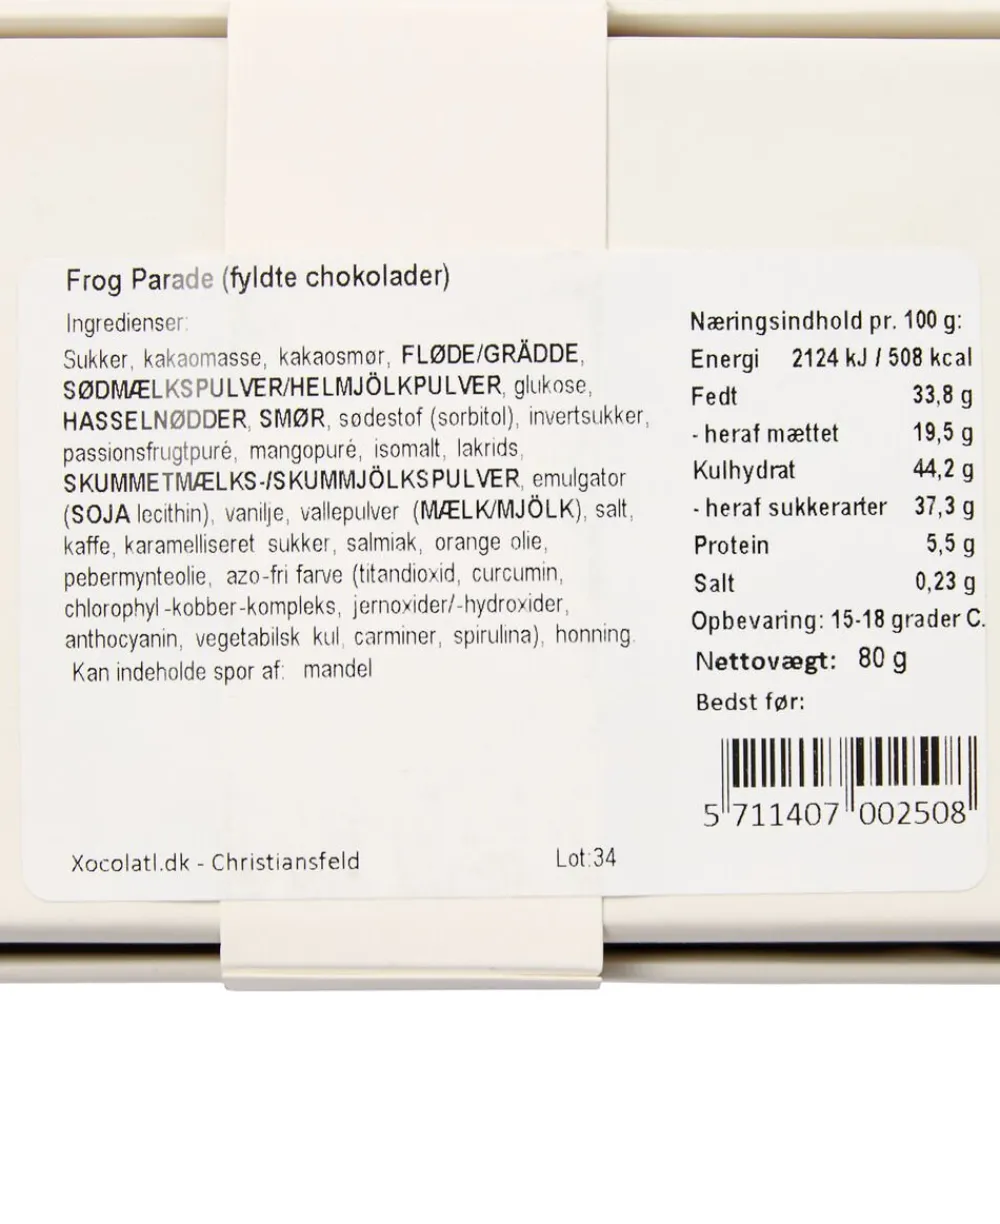 Frog Parade (fyldte chokolader)
Ingredienser:
Sukker, kakaomasse, kakaosmør, FLØDE/GRÄDDE,
SØDMÆLKSPULVER/HELMJÖLKPULVER, glukose,
HASSELNØDDER, SMØR, sødestof (sorbitol), invertsukker,
passionsfrugtpuré, mangopuré, isomalt, lakrids,
SKUMMETMÆLKS-/SKUMMJÖLKSPULVER, emulgator
(SOJA lecithin), vanilje, vallepulver (MÆLK/MJÖLK), salt,
kaffe, karamelliseret sukker, salmiak, orange olie,
pebermynteolie, azo-fri farve (titandioxid, curcumin,
chlorophyl-kobber-kompleks, jernoxider/-hydroxider,
anthocyanin, vegetabilsk kul, carminer, spirulina), honning.
Kan indeholde spor af: mandel
Xocolatl.dk - Christiansfeld
Lot:34
Næringsindhold pr. 100 g:
Energi 2124 kJ / 508 kcal
Fedt 33,8 g
- heraf mættet 19,5 g
Kulhydrat 44,2 g
- heraf sukkerarter 37,3 g
Protein 5,5 g
Salt 0,23 g
Opbevaring: 15-18 grader C.
Nettovægt: 80 g
Bedst før:
5 711407 002508